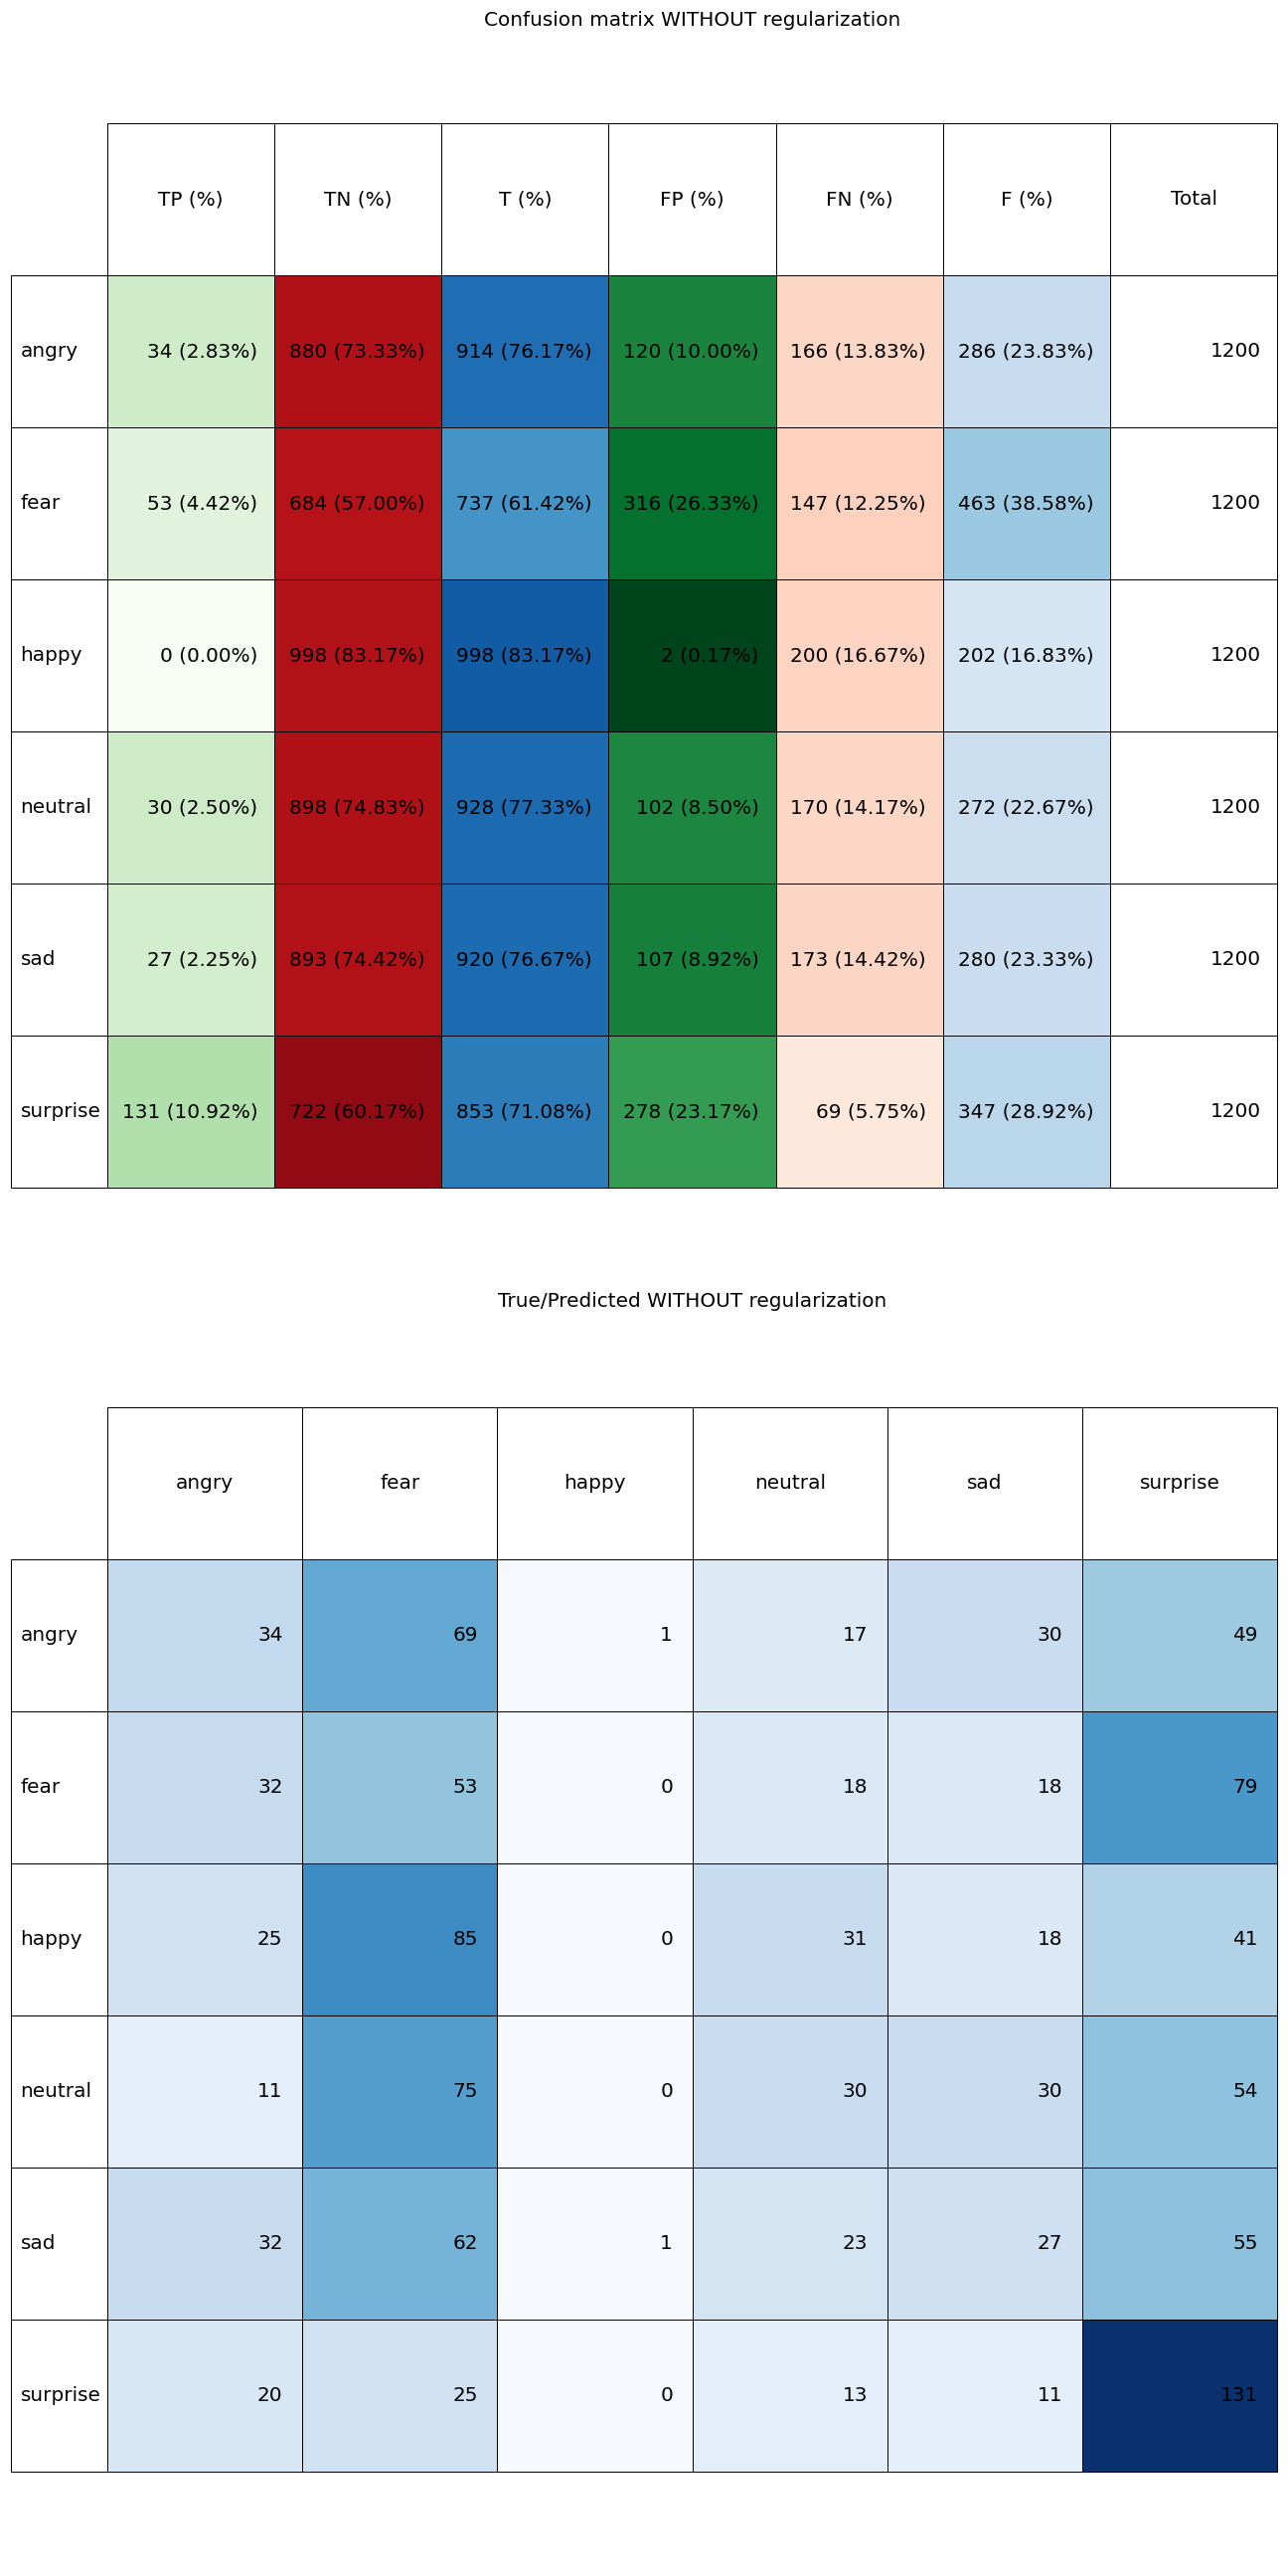 Confusion matrix WITHOUT regularization
TP (%) TN (%) T (%) FP (%) FN (%) F (%) Total
angry 34 (2.83%) 880 (73.33%) 914 (76.17%) 120 (10.00%) 166 (13.83%) 286 (23.83%) 1200
fear 53 (4.42%) 684 (57.00%) 737 (61.42%) 316 (26.33%) 147 (12.25%) 463 (38.58%) 1200
happy 0 (0.00%) 998 (83.17%) 998 (83.17%) 2 (0.17%) 200 (16.67%) 202 (16.83%) 1200
neutral 30 (2.50%) 898 (74.83%) 928 (77.33%) 102 (8.50%) 170 (14.17%) 272 (22.67%) 1200
sad 27 (2.25%) 893 (74.42%) 920 (76.67%) 107 (8.92%) 173 (14.42%) 280 (23.33%) 1200
surprise 131 (10.92%) 722 (60.17%) 853 (71.08%) 278 (23.17%) 69 (5.75%) 347 (28.92%) 1200
True/Predicted WITHOUT regularization
angry fear happy neutral sad surprise
angry 34 69 1 17 30 49
fear 32 53 0 18 18 79
happy 25 85 0 31 18 41
neutral 11 75 0 30 30 54
sad 32 62 1 23 27 55
surprise 20 25 0 13 11 131